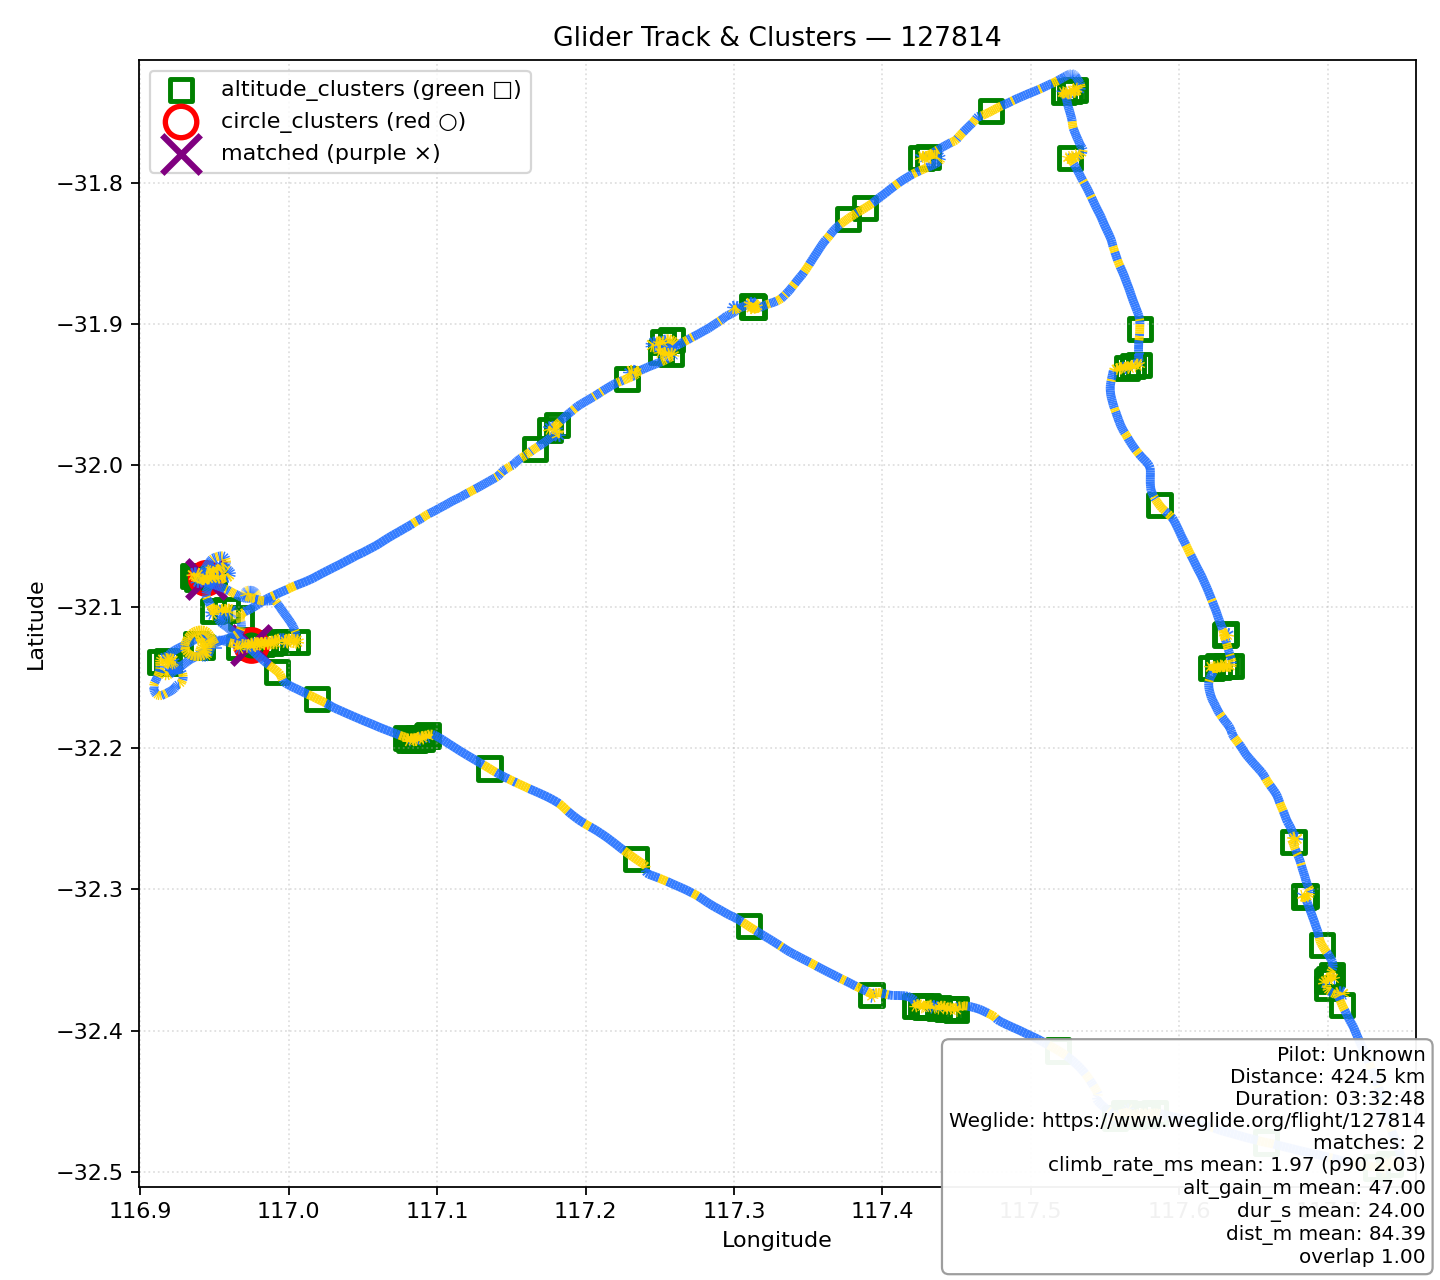 Glider Track & Clusters — 127814
altitude_clusters (green □)
circle_clusters (red ○)
matched (purple ×)
Latitude
−31.8
−31.9
−32.0
−32.1
−32.2
−32.3
−32.4
−32.5
116.9 117.0 117.1 117.2 117.3 117.4 117.5 117.6
Longitude
Pilot: Unknown
Distance: 424.5 km
Duration: 03:32:48
Weglide: https://www.weglide.org/flight/127814
matches: 2
climb_rate_ms mean: 1.97 (p90 2.03)
alt_gain_m mean: 47.00
dur_s mean: 24.00
dist_m mean: 84.39
overlap 1.00